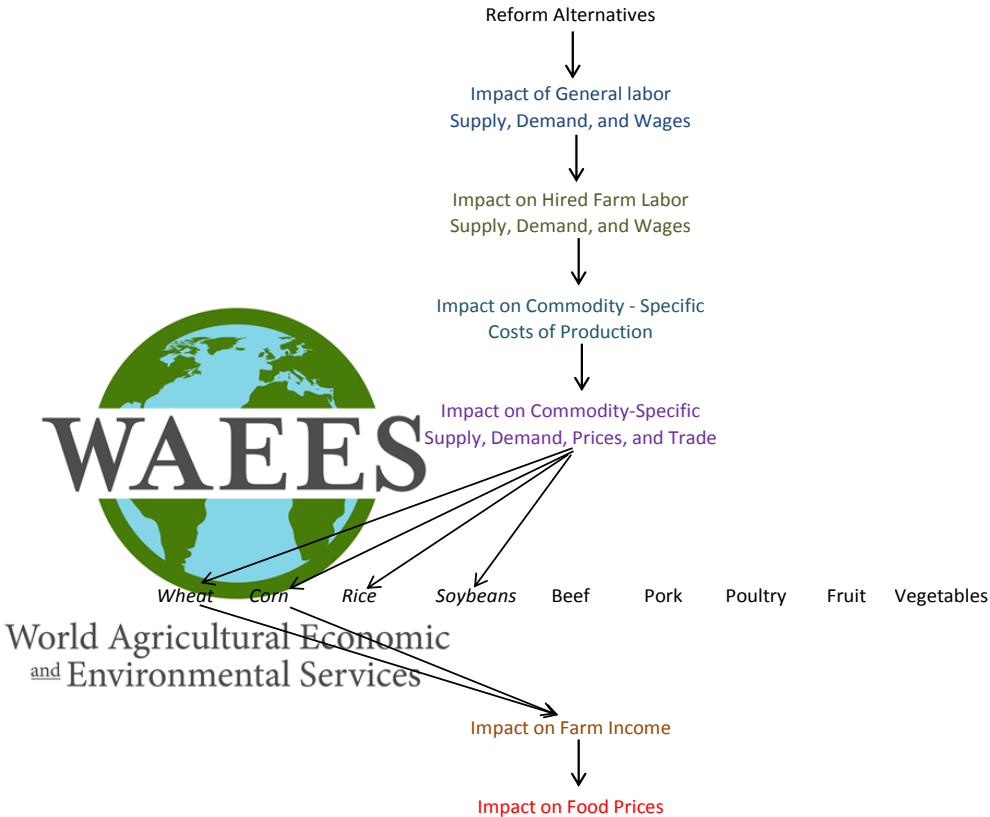 Reform Alternatives
Impact of General labor
Supply, Demand, and Wages
Impact on Hired Farm Labor
Supply, Demand, and Wages
Impact on Commodity - Specific
Costs of Production
Impact on Commodity-Specific
Supply, Demand, Prices, and Trade
WAEES
Wheat Corn Rice Soybeans Beef Pork Poultry Fruit Vegetables
World Agricultural Economic
and Environmental Services
Impact on Farm Income
Impact on Food Prices